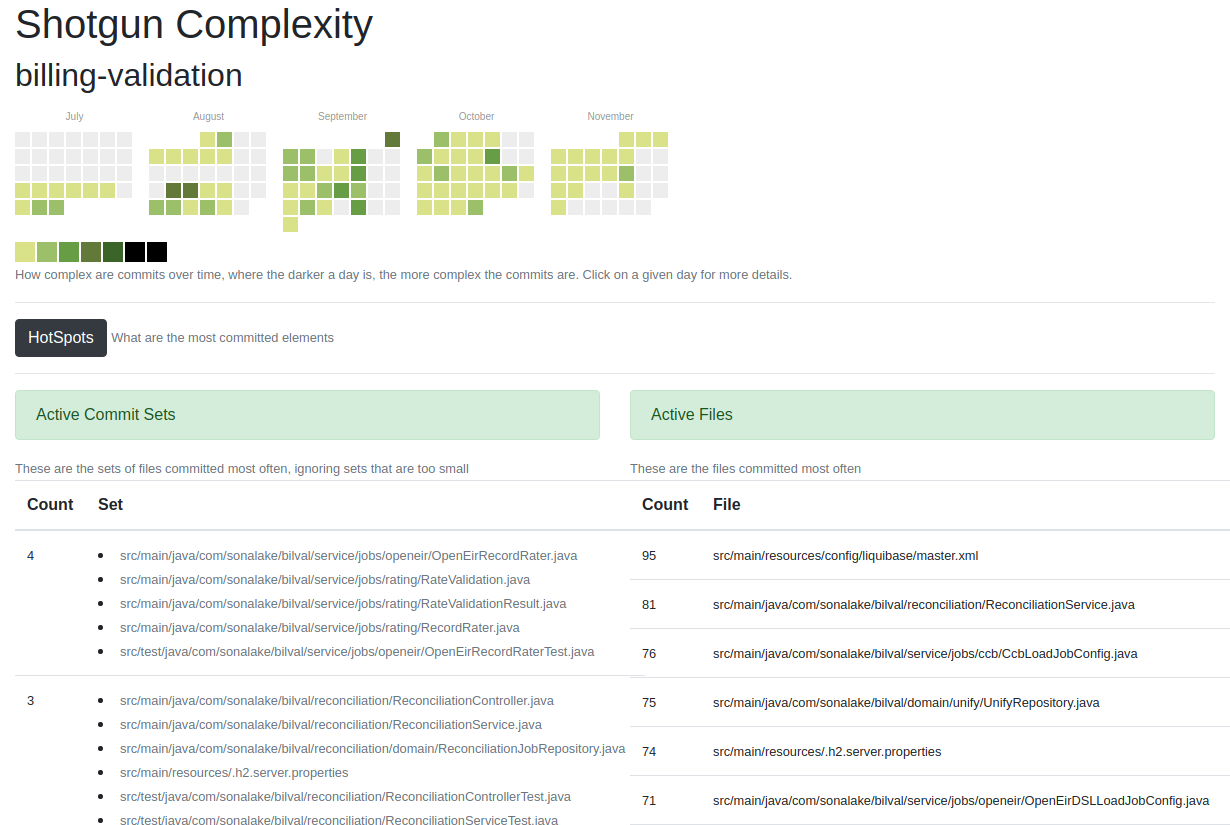 Shotgun Complexity
billing-validation
July August September October November
How complex are commits over time, where the darker a day is, the more complex the commits are. Click on a given day for more details.
HotSpots What are the most committed elements
Active Commit Sets
These are the sets of files committed most often, ignoring sets that are too small
Count Set
4
src/main/java/com/sonalake/bilval/service/jobs/openeir/OpenEirRecordRater.java
src/main/java/com/sonalake/bilval/service/jobs/rating/RateValidation.java
src/main/java/com/sonalake/bilval/service/jobs/rating/RateValidationResult.java
src/main/java/com/sonalake/bilval/service/jobs/rating/RecordRater.java
src/test/java/com/sonalake/bilval/service/jobs/openeir/OpenEirRecordRaterTest.java
3
src/main/java/com/sonalake/bilval/reconciliation/ReconciliationController.java
src/main/java/com/sonalake/bilval/reconciliation/ReconciliationService.java
src/main/java/com/sonalake/bilval/reconciliation/domain/ReconciliationJobRepository.java
src/main/resources/.h2.server.properties
src/test/java/com/sonalake/bilval/reconciliation/ReconciliationControllerTest.java
src/test/java/com/sonalake/bilval/reconciliation/ReconciliationServiceTest.java
Active Files
These are the files committed most often
Count File
95 src/main/resources/config/liquibase/master.xml
81 src/main/java/com/sonalake/bilval/reconciliation/ReconciliationService.java
76 src/main/java/com/sonalake/bilval/service/jobs/ccb/CcbLoadJobConfig.java
75 src/main/java/com/sonalake/bilval/domain/unify/UnifyRepository.java
74 src/main/resources/.h2.server.properties
71 src/main/java/com/sonalake/bilval/service/jobs/openeir/OpenEirDSLLoadJobConfig.java